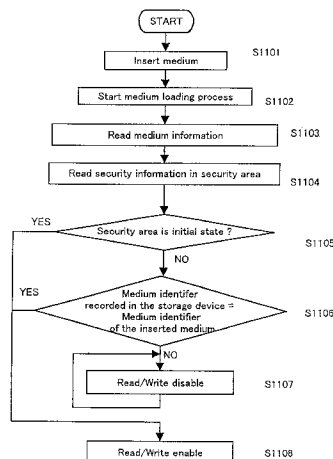 START
Insert medium
S1101
Start medium loading process
S1102
Read medium information
S1103
Read security information in security area
S1104
YES
Security area is initial state ?
S1105
NO
YES
Medium identifer
recorded in the storage device =
Medium identifier
of the inserted medium
S1106
NO
Read/Write disable
S1107
Read/Write enable
S1108